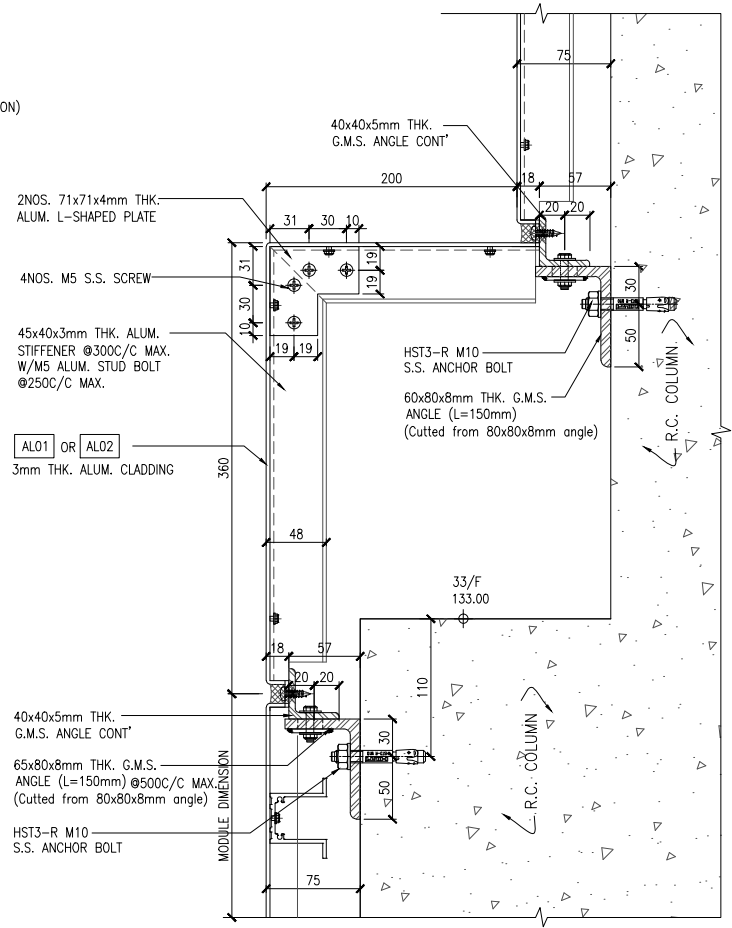 ON)
75
40x40x5mm THK.
G.M.S. ANGLE CONT'
2NOS. 71x71x4mm THK.
ALUM. L-SHAPED PLATE
200
18
57
20
20
31
30
10
31
30
10
19
19
19
19
4NOS. M5 S.S. SCREW
45x40x3mm THK. ALUM.
STIFFENER @300C/C MAX.
W/M5 ALUM. STUD BOLT
@250C/C MAX.
30
50
HST3-R M10
S.S. ANCHOR BOLT
60x80x8mm THK. G.M.S.
ANGLE (L=150mm)
(Cutted from 80x80x8mm angle)
R.C. COLUMN
AL01 OR AL02
3mm THK. ALUM. CLADDING
360
48
33/F
133.00
18
57
20
20
110
40x40x5mm THK.
G.M.S. ANGLE CONT'
65x80x8mm THK. G.M.S.
ANGLE (L=150mm) @500C/C MAX.
(Cutted from 80x80x8mm angle)
30
50
R.C. COLUMN
HST3-R M10
S.S. ANCHOR BOLT
MODULE DIMENSION
75